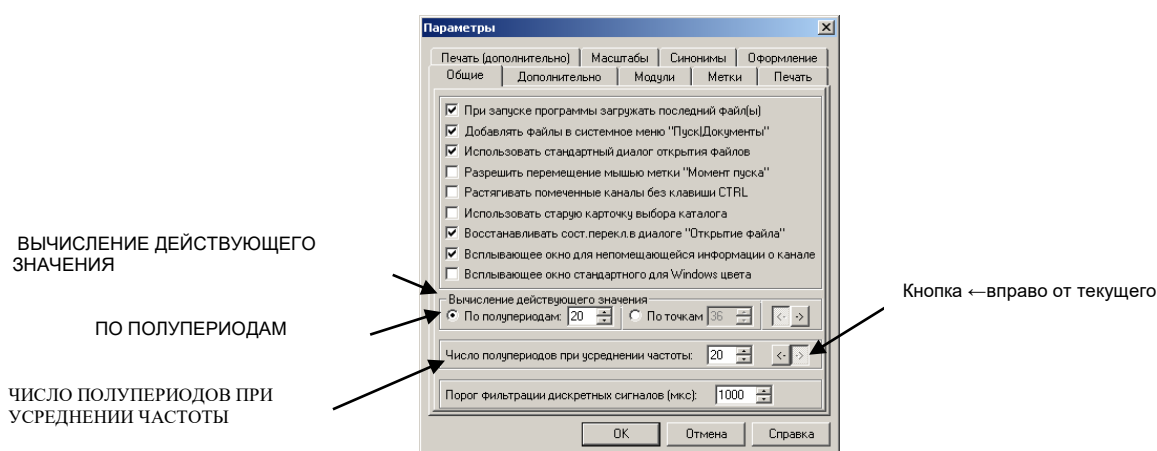 Параметры
Печать (дополнительно) Масштабы Синонимы Оформление
Общие Дополнительно Модули Метки Печать
При запуске программы загружать последний файл(ы)
Добавлять файлы в системное меню "Пуск|Документы"
Использовать стандартный диалог открытия файлов
Разрешить перемещение мышью метки "Момент пуска"
Растягивать помеченные каналы без клавиши CTRL
Использовать старую карточку выбора каталога
Восстанавливать сост.перекл.в диалоге "Открытие файла"
Всплывающее окно для непомещающейся информации о канале
Всплывающее окно стандартного для Windows цвета
Вычисление действующего значения
По полупериодам: 20 По точкам 36 <- ->
Число полупериодов при усреднении частоты: 20 <- ->
Порог фильтрации дискретных сигналов (мкс): 1000
OK Отмена Справка
ВЫЧИСЛЕНИЕ ДЕЙСТВУЮЩЕГО
ЗНАЧЕНИЯ
ПО ПОЛУПЕРИОДАМ
ЧИСЛО ПОЛУПЕРИОДОВ ПРИ
УСРЕДНЕНИИ ЧАСТОТЫ
Кнопка ←вправо от текущего